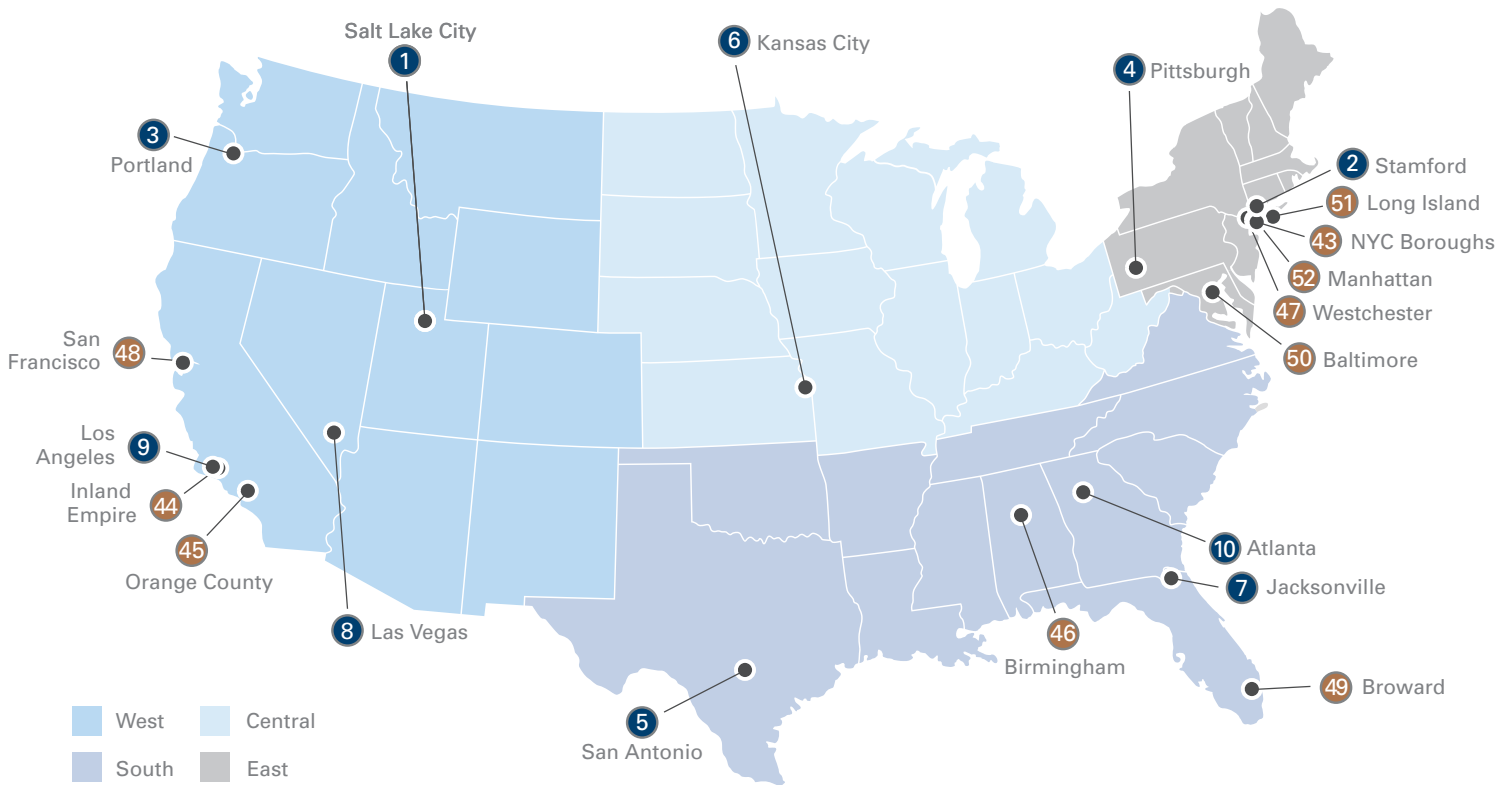 Salt Lake City
1
6 Kansas City
4 Pittsburgh
3
Portland
2 Stamford
51 Long Island
43 NYC Boroughs
52 Manhattan
47 Westchester
50 Baltimore
San
Francisco 48
Los
Angeles 9
Inland
Empire 44
45
Orange County
10 Atlanta
7 Jacksonville
8 Las Vegas
46
Birmingham
49 Broward
5
San Antonio
West Central
South East